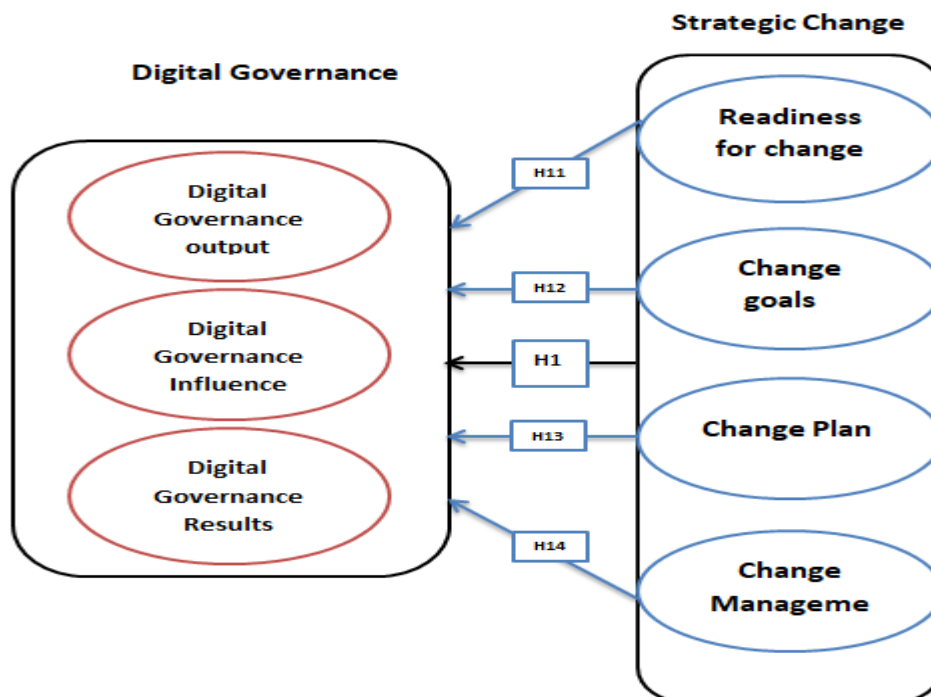 Strategic Change
Digital Governance
Readiness
for change
H11
Digital
Governance
output
Change
goals
H12
Digital
Governance
Influence
H1
Change Plan
H13
Digital
Governance
Results
H14
Change
Manageme